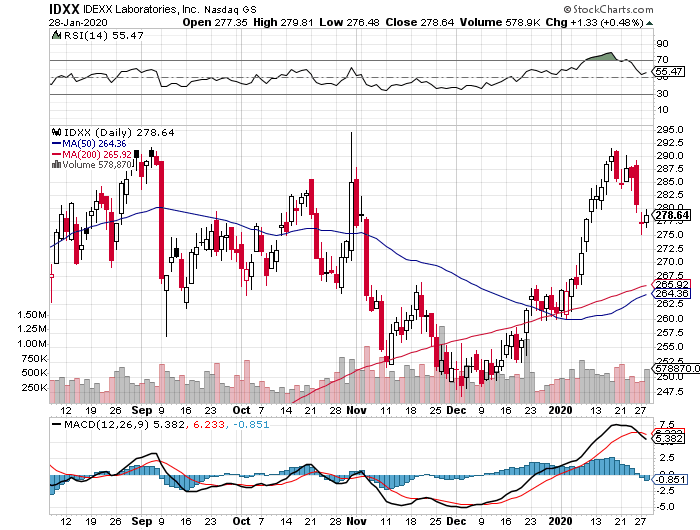 IDXX IDEXX Laboratories, Inc. Nasdaq GS © StockCharts.com
28-Jan-2020 Open 277.35 High 279.81 Low 276.48 Close 278.64 Volume 578.9K Chg +1.33 (+0.48%)
RSI(14) 55.47
90
70
55.47
30
10
IDXX (Daily) 278.64
MA(50) 264.36
MA(200) 265.92
Volume 578,870
295.0
292.5
290.0
287.5
285.0
282.5
280.0
278.64
275.0
272.5
270.0
267.5
265.92
264.36
262.5
260.0
257.5
255.0
252.5
250.0
247.5
1.50M
1.25M
1.00M
750K
500K
250K
578870.0
12 19 26 Sep 9 16 23 Oct 7 14 21 28 Nov 11 18 25 Dec 9 16 23 2020 13 21 27
MACD(12,26,9) 5.382, 6.233, -0.851
7.5
6.233
5.382
2.5
0.0
-0.851
-2.5
-5.0
12 19 26 Sep 9 16 23 Oct 7 14 21 28 Nov 11 18 25 Dec 9 16 23 2020 13 21 27